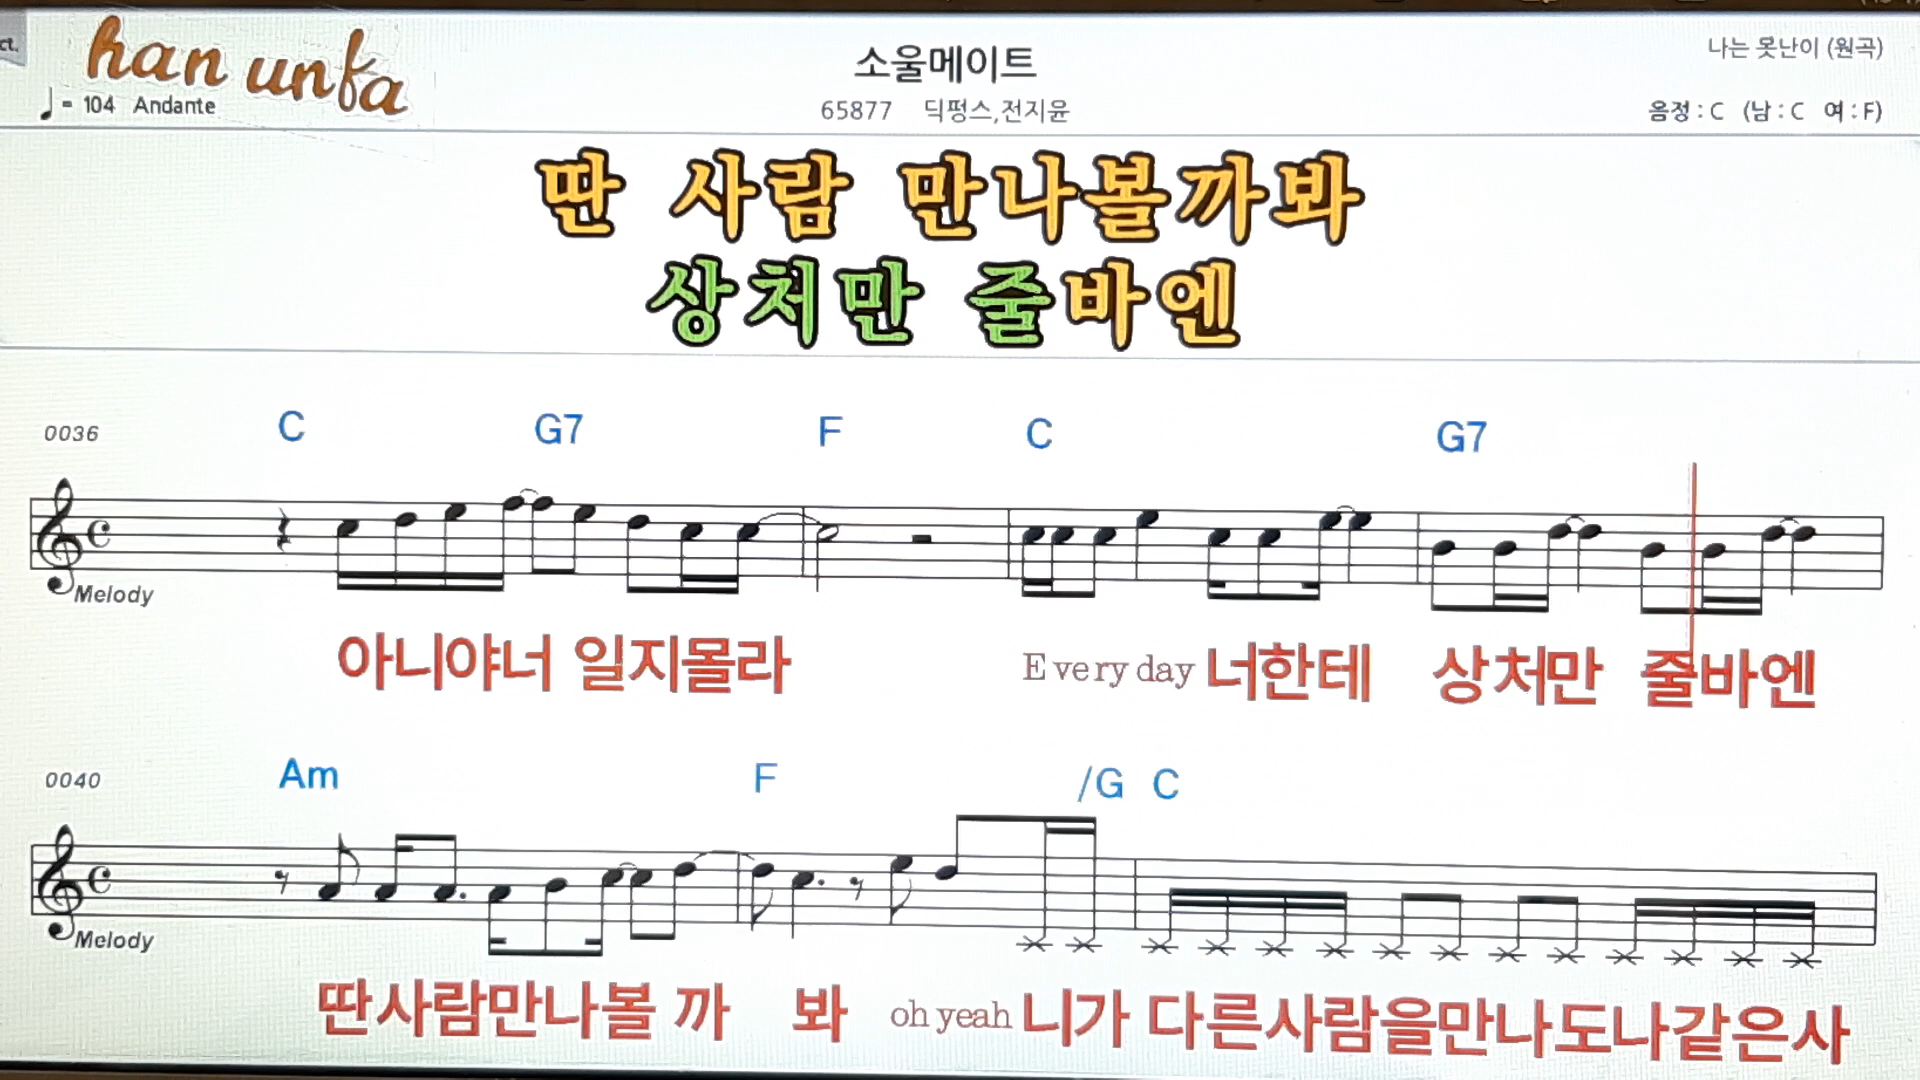 ct.
han unfa
소울메이트
나는 못난이 (원곡)
♩= 104 Andante
65877 딕펑스,전지윤
음정 : C (남 : C 여 : F)
딴 사람 만나볼까봐
상처만 줄바엔
0036 C G7 F C G7
Melody
아니야너 일지몰라 Every day 너한테 상처만 줄바엔
0040 Am F /G C
Melody
딴사람만나볼 까 봐 oh yeah 니가 다른사람을만나도나같은사